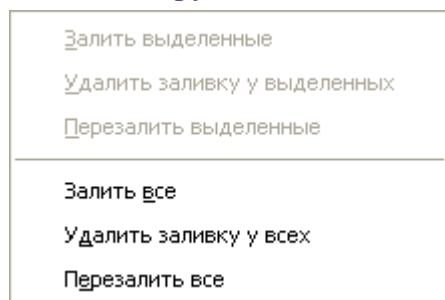 Залить выделенные
Удалить заливку у выделенных
Перезалить выделенные
Залить все
Удалить заливку у всех
Перезалить все